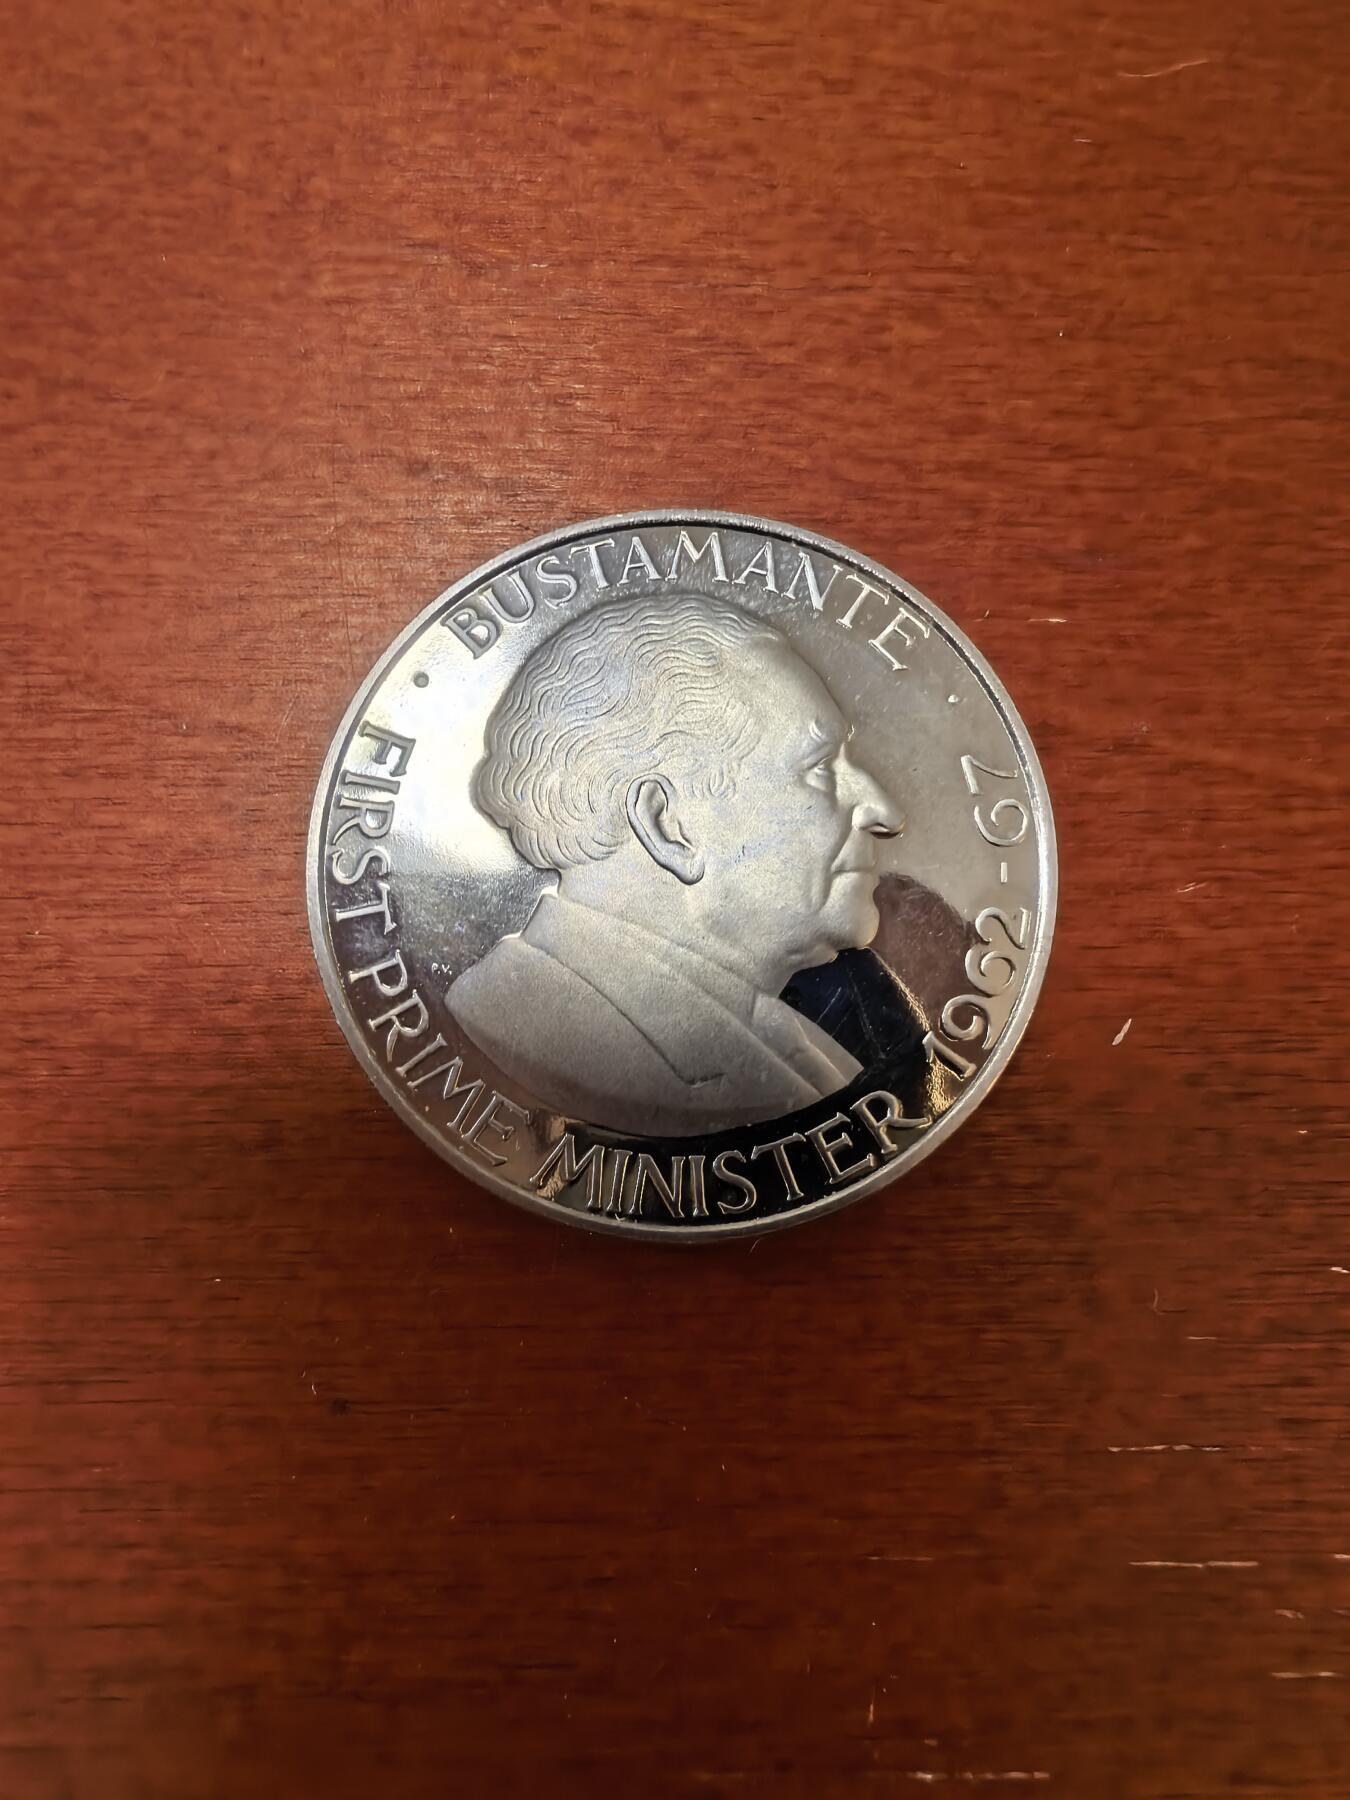 BUSTAMANTE
FIRST PRIME MINISTER 1962-67
P.V.